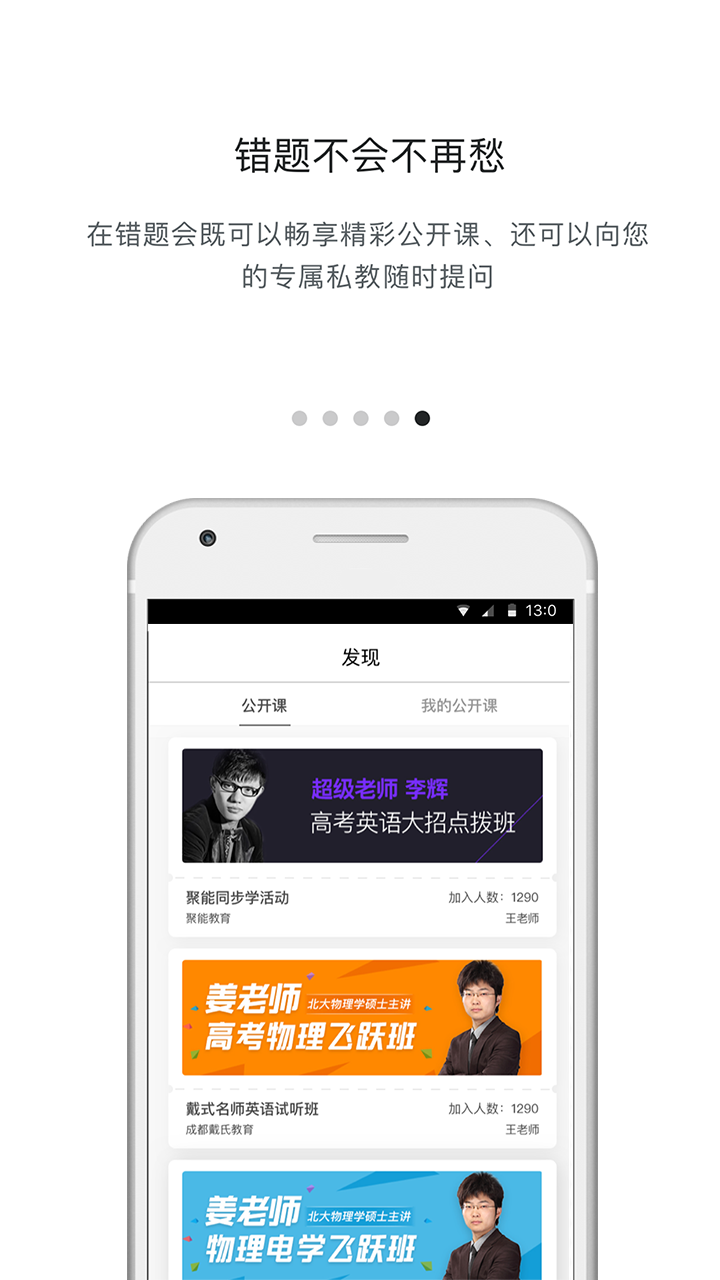 错题不会不再愁
在错题会既可以畅享精彩公开课、还可以向您
的专属私教随时提问
13:0
发现
公开课 我的公开课
超级老师 李辉
高考英语大招点拨班
聚能同步学活动 加入人数：1290
聚能教育 王老师
姜老师 北大物理学硕士主讲
高考物理飞跃班
戴式名师英语试听班 加入人数：1290
成都戴氏教育 王老师
姜老师 北大物理学硕士主讲
物理电学飞跃班